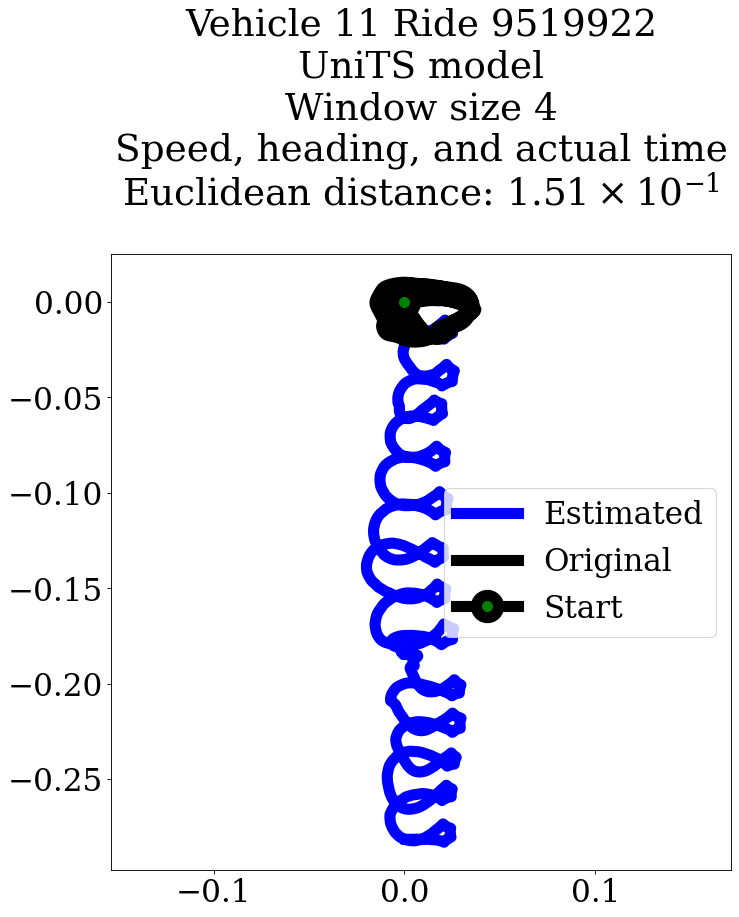 Vehicle 11 Ride 9519922
UniTS model
Window size 4
Speed, heading, and actual time
Euclidean distance: 1.51 × 10⁻¹
0.00
−0.05
−0.10
−0.15
−0.20
−0.25
Estimated
Original
Start
−0.1
0.0
0.1